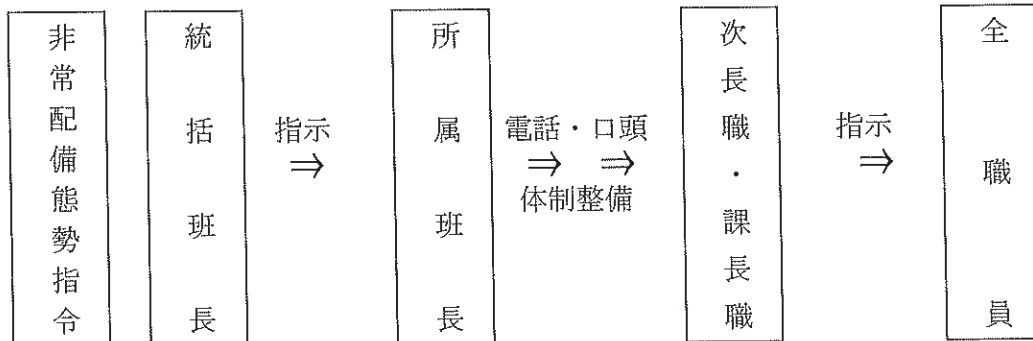 非常配備態勢指令
統括班長
指示
⇒
所属班長
電話・口頭
⇒ ⇒
体制整備
次長職・課長職
指示
⇒
全職員